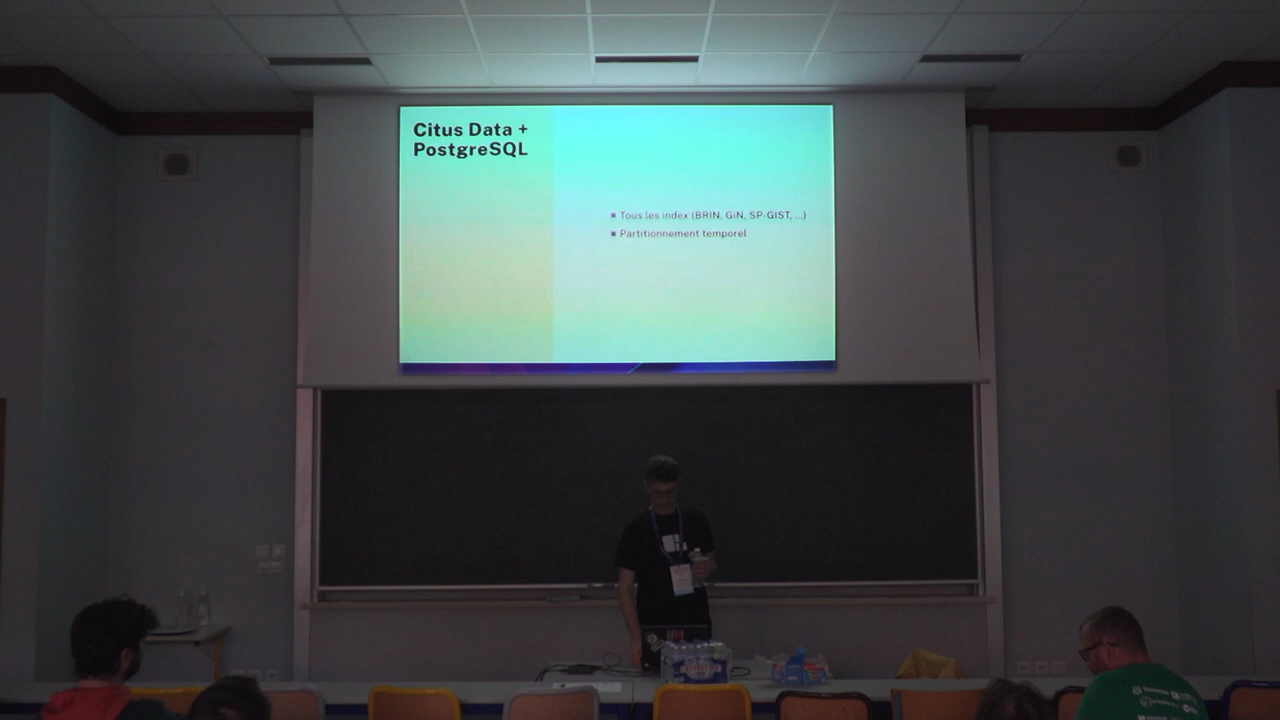 Citus Data +
PostgreSQL
▪ Tous les index (BRIN, GiN, SP-GIST, ...)
▪ Partitionnement temporel